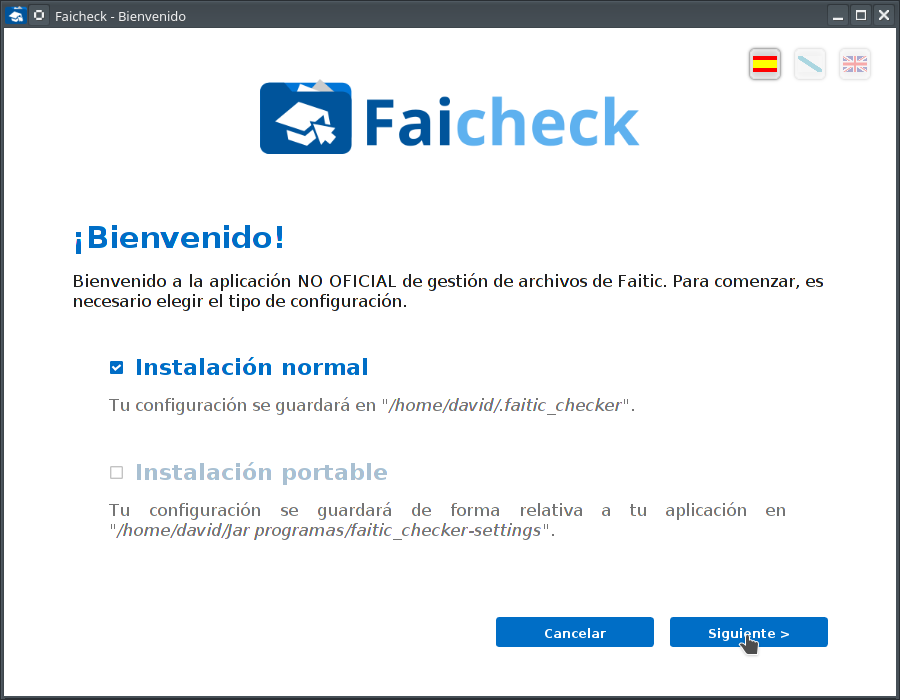 Faicheck - Bienvenido
Faicheck
¡Bienvenido!
Bienvenido a la aplicación NO OFICIAL de gestión de archivos de Faitic. Para comenzar, es
necesario elegir el tipo de configuración.
Instalación normal
Tu configuración se guardará en "/home/david/.faitic_checker".
Instalación portable
Tu configuración se guardará de forma relativa a tu aplicación en
"/home/david/Jar programas/faitic_checker-settings".
Cancelar
Siguiente >